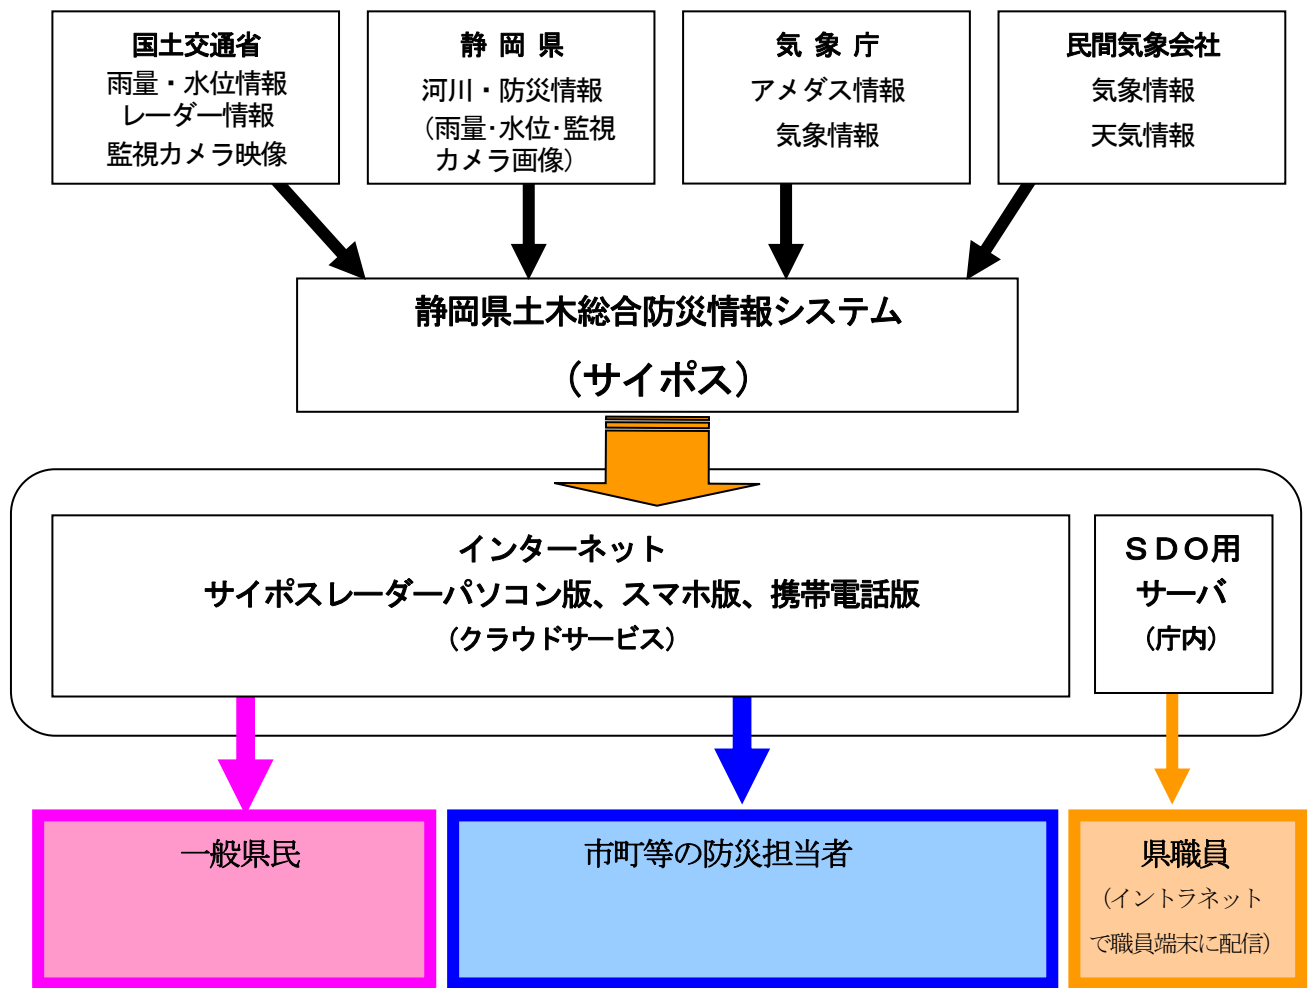 国土交通省
雨量・水位情報
レーダー情報
監視カメラ映像
静 岡 県
河川・防災情報
（雨量･水位･監視
カメラ画像）
気 象 庁
アメダス情報
気象情報
民間気象会社
気象情報
天気情報
静岡県土木総合防災情報システム
（サイポス）
インターネット
サイポスレーダーパソコン版、スマホ版、携帯電話版
（クラウドサービス）
ＳＤＯ用
サーバ
（庁内）
一般県民
市町等の防災担当者
県職員
（イントラネット
で職員端末に配信）